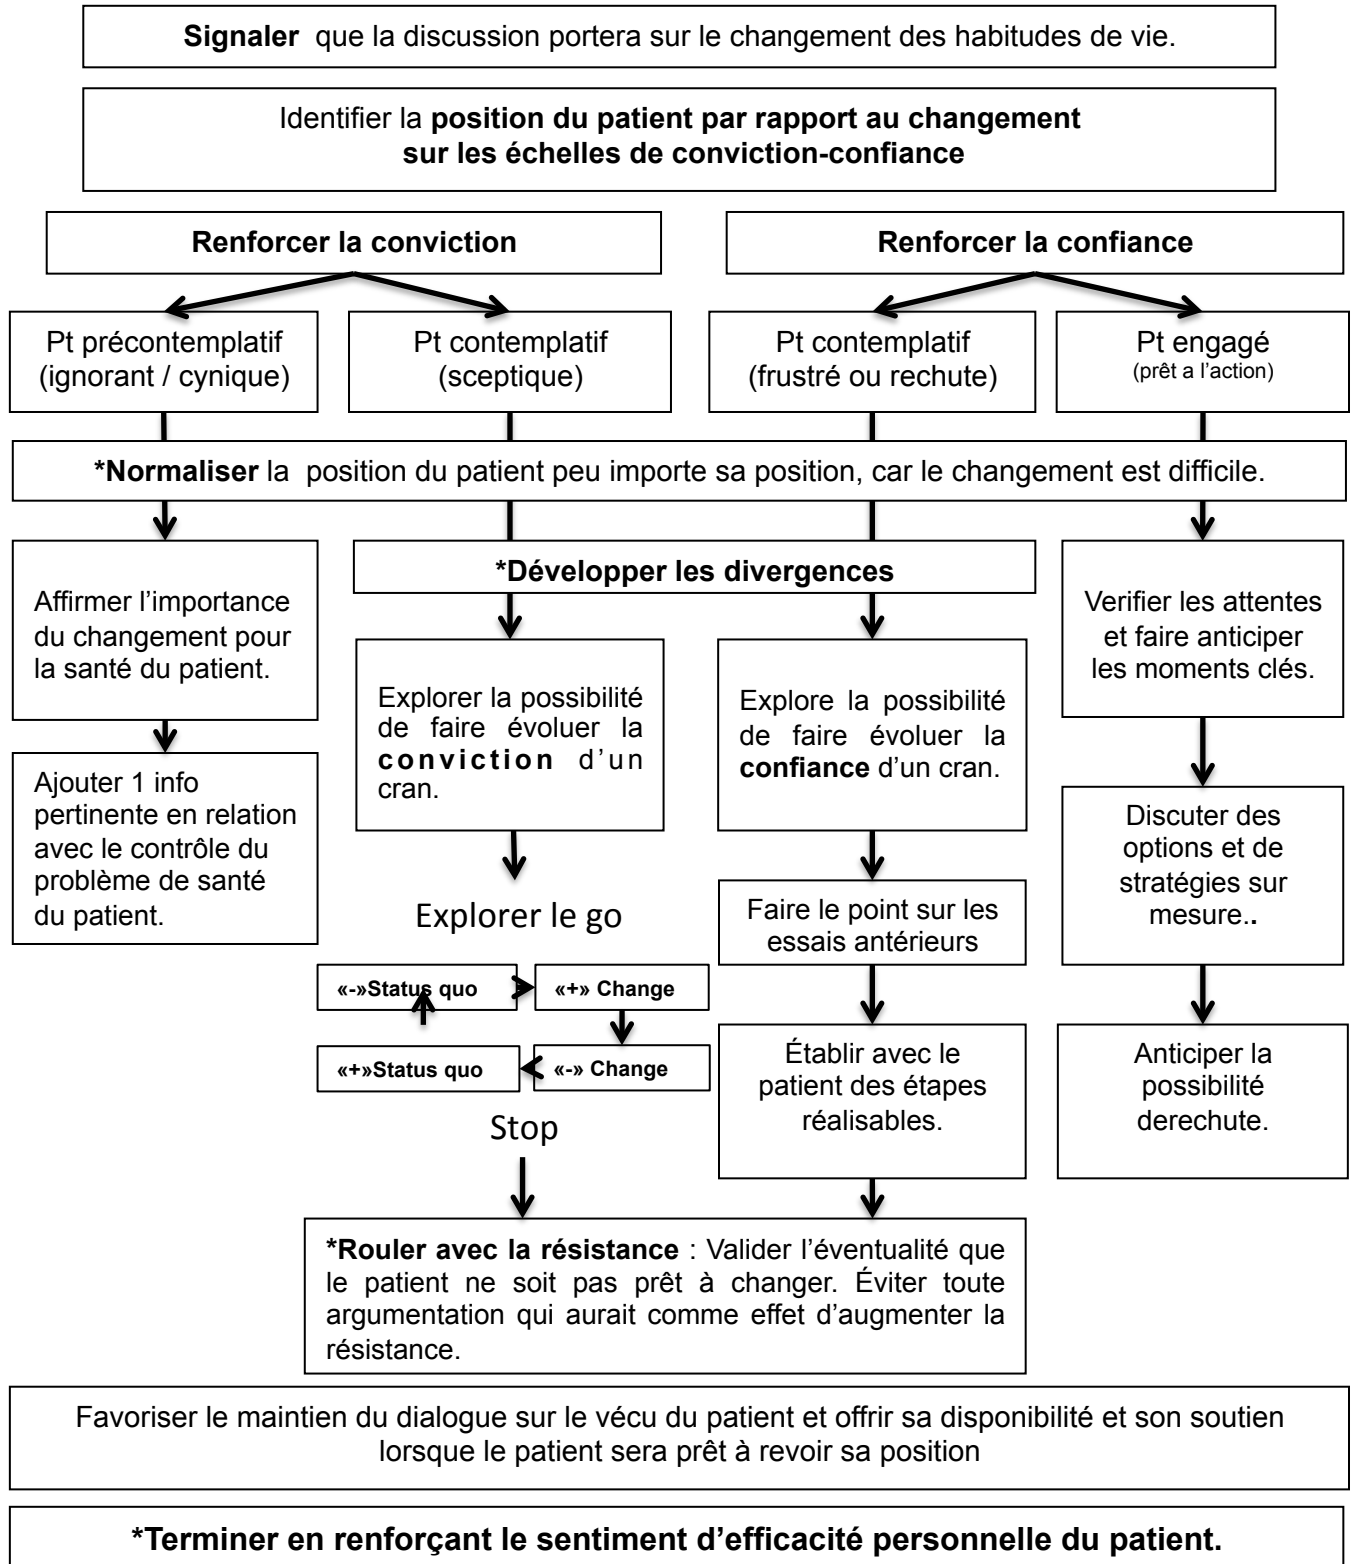 Signaler  que la discussion portera sur le changement des habitudes de vie.
Identifier la position du patient par rapport au changement
sur les échelles de conviction-confiance
Renforcer la conviction
Renforcer la confiance
Pt précontemplatif
(ignorant / cynique)
Pt contemplatif
(sceptique)
Pt contemplatif
(frustré ou rechute)
Pt engagé
(prêt a l’action)
*Normaliser la  position du patient peu importe sa position, car le changement est difficile.
*Développer les divergences
Affirmer l’importance
du changement pour
la santé du patient.
Ajouter 1 info
pertinente en relation
avec le contrôle du
problème de santé
du patient.
Explorer la possibilité
de faire évoluer la
conviction d’un
cran.
Explorer le go
«-»Status quo
«+» Change
«+»Status quo
«-» Change
Stop
Explore la possibilité
de faire évoluer la
confiance d’un cran.
Faire le point sur les
essais antérieurs
Établir avec le
patient des étapes
réalisables.
Verifier les attentes
et faire anticiper
les moments clés.
Discuter des
options et de
stratégies sur
mesure..
Anticiper la
possibilité
derechute.
*Rouler avec la résistance : Valider l’éventualité que
le patient ne soit pas prêt à changer. Éviter toute
argumentation qui aurait comme effet d’augmenter la
résistance.
Favoriser le maintien du dialogue sur le vécu du patient et offrir sa disponibilité et son soutien
lorsque le patient sera prêt à revoir sa position
*Terminer en renforçant le sentiment d’efficacité personnelle du patient.